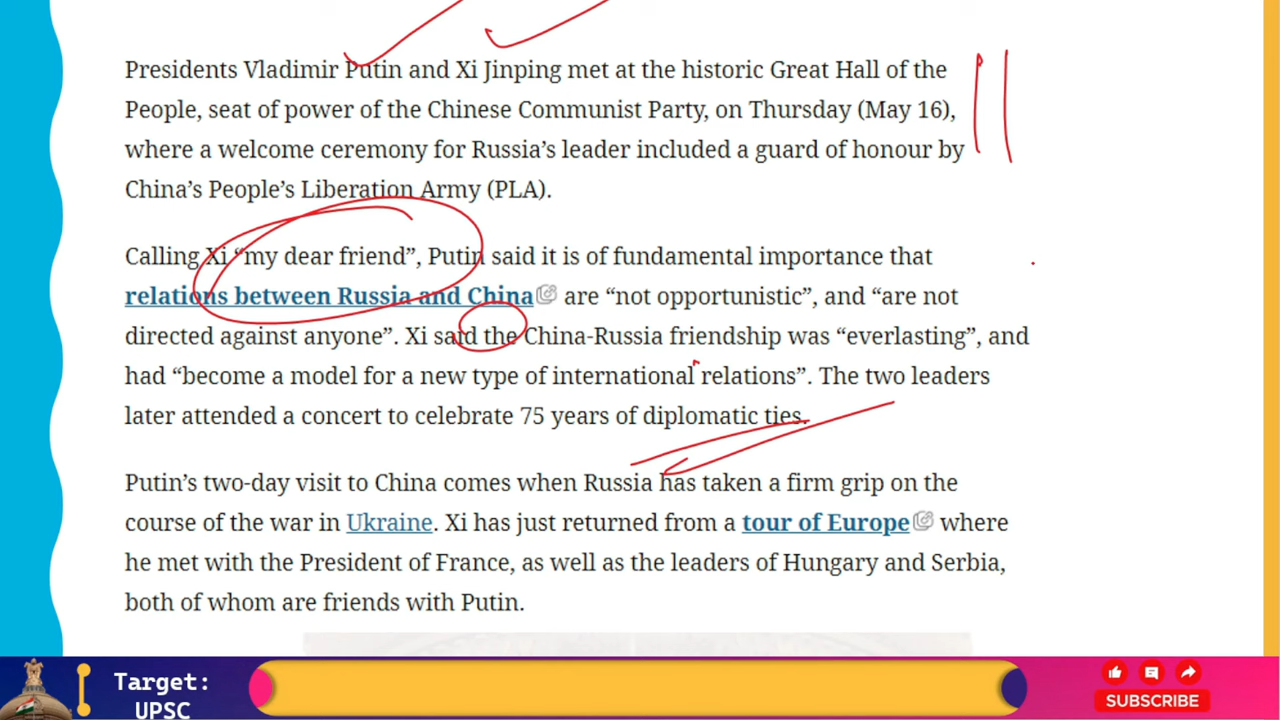 Presidents Vladimir Putin and Xi Jinping met at the historic Great Hall of the
People, seat of power of the Chinese Communist Party, on Thursday (May 16),
where a welcome ceremony for Russia’s leader included a guard of honour by
China’s People’s Liberation Army (PLA).
Calling Xi “my dear friend”, Putin said it is of fundamental importance that
relations between Russia and China are “not opportunistic”, and “are not
directed against anyone”. Xi said the China-Russia friendship was “everlasting”, and
had “become a model for a new type of international relations”. The two leaders
later attended a concert to celebrate 75 years of diplomatic ties.
Putin’s two-day visit to China comes when Russia has taken a firm grip on the
course of the war in Ukraine. Xi has just returned from a tour of Europe where
he met with the President of France, as well as the leaders of Hungary and Serbia,
both of whom are friends with Putin.
Target:
UPSC
SUBSCRIBE